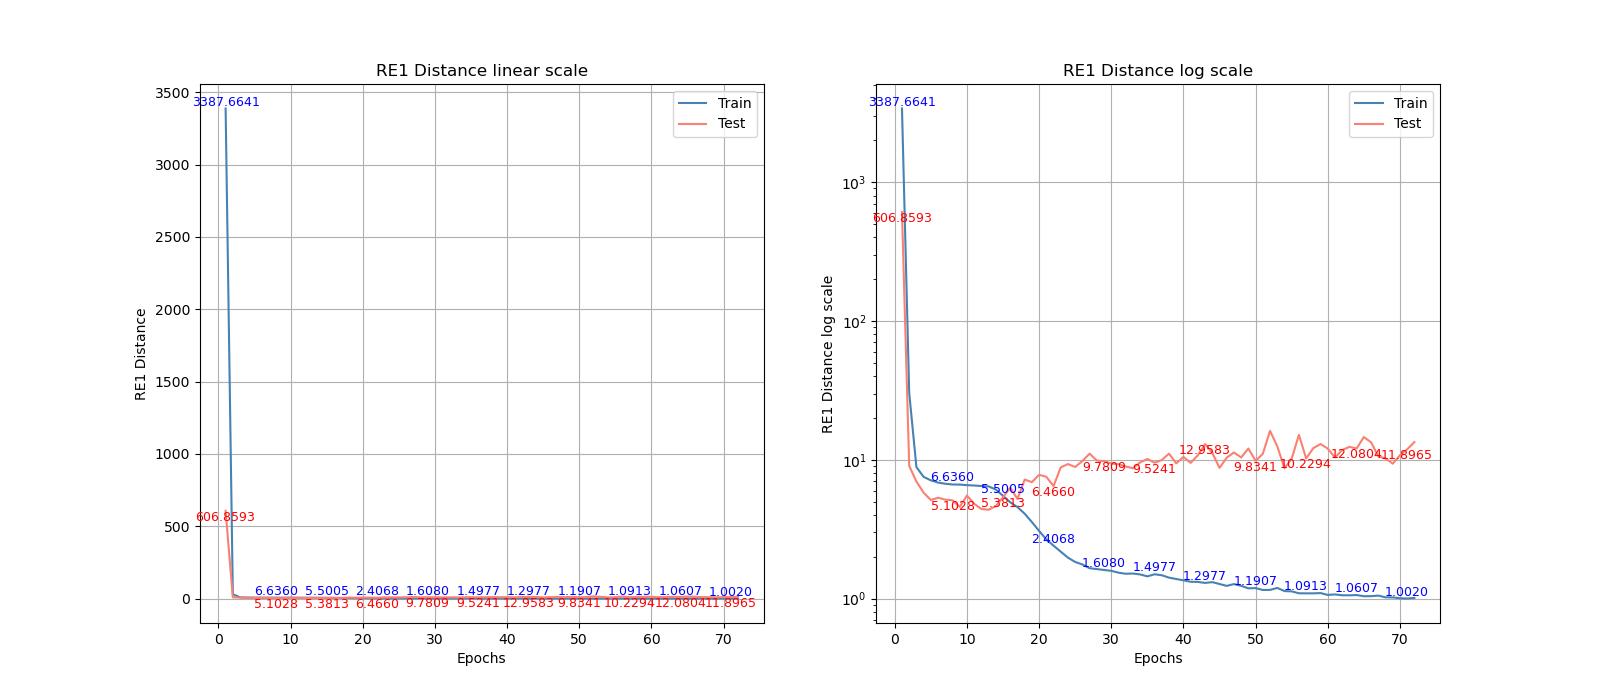 RE1 Distance linear scale
3387.6641
606.8593
6.6360 5.5005 2.4068 1.6080 1.4977 1.2977 1.1907 1.0913 1.0607 1.0020
5.1028 5.3813 6.4660 9.7809 9.5241 12.9583 9.8341 10.2294 12.0804 11.8965
Train
Test
3500
3000
2500
2000
1500
1000
500
0
RE1 Distance
0 10 20 30 40 50 60 70
Epochs
RE1 Distance log scale
3387.6641
606.8593
6.6360 5.5005 2.4068 1.6080 1.4977 1.2977 1.1907 1.0913 1.0607 1.0020
5.1028 5.3813 6.4660 9.7809 9.5241 12.9583 9.8341 10.2294 12.0804 11.8965
Train
Test
10³
10²
10¹
10⁰
RE1 Distance log scale
0 10 20 30 40 50 60 70
Epochs